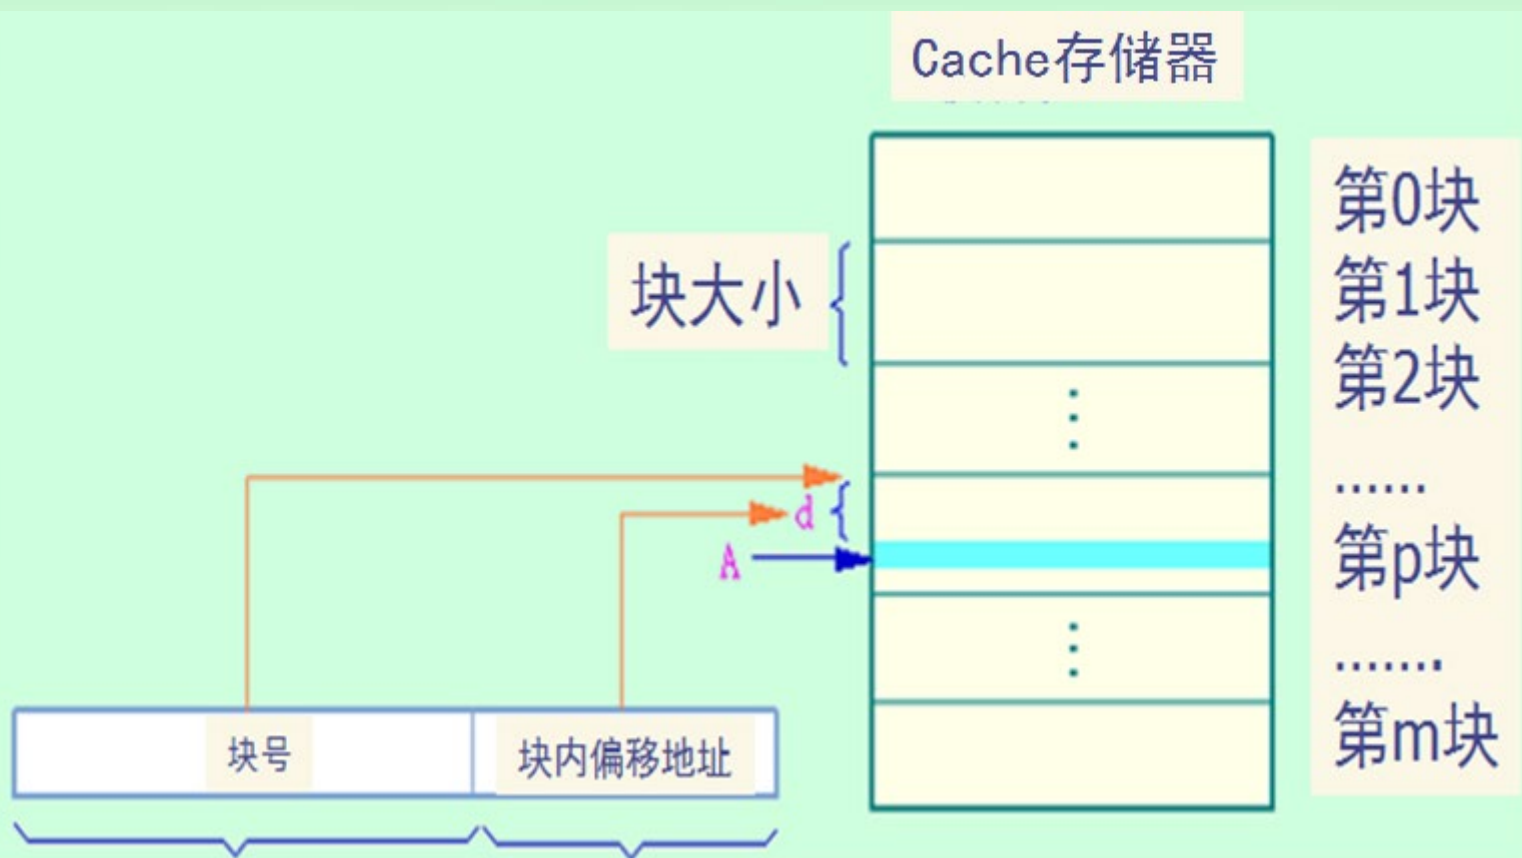 Cache存储器
第0块
块大小
第1块
第2块
......
d
A
第p块
.......
第m块
块号
块内偏移地址